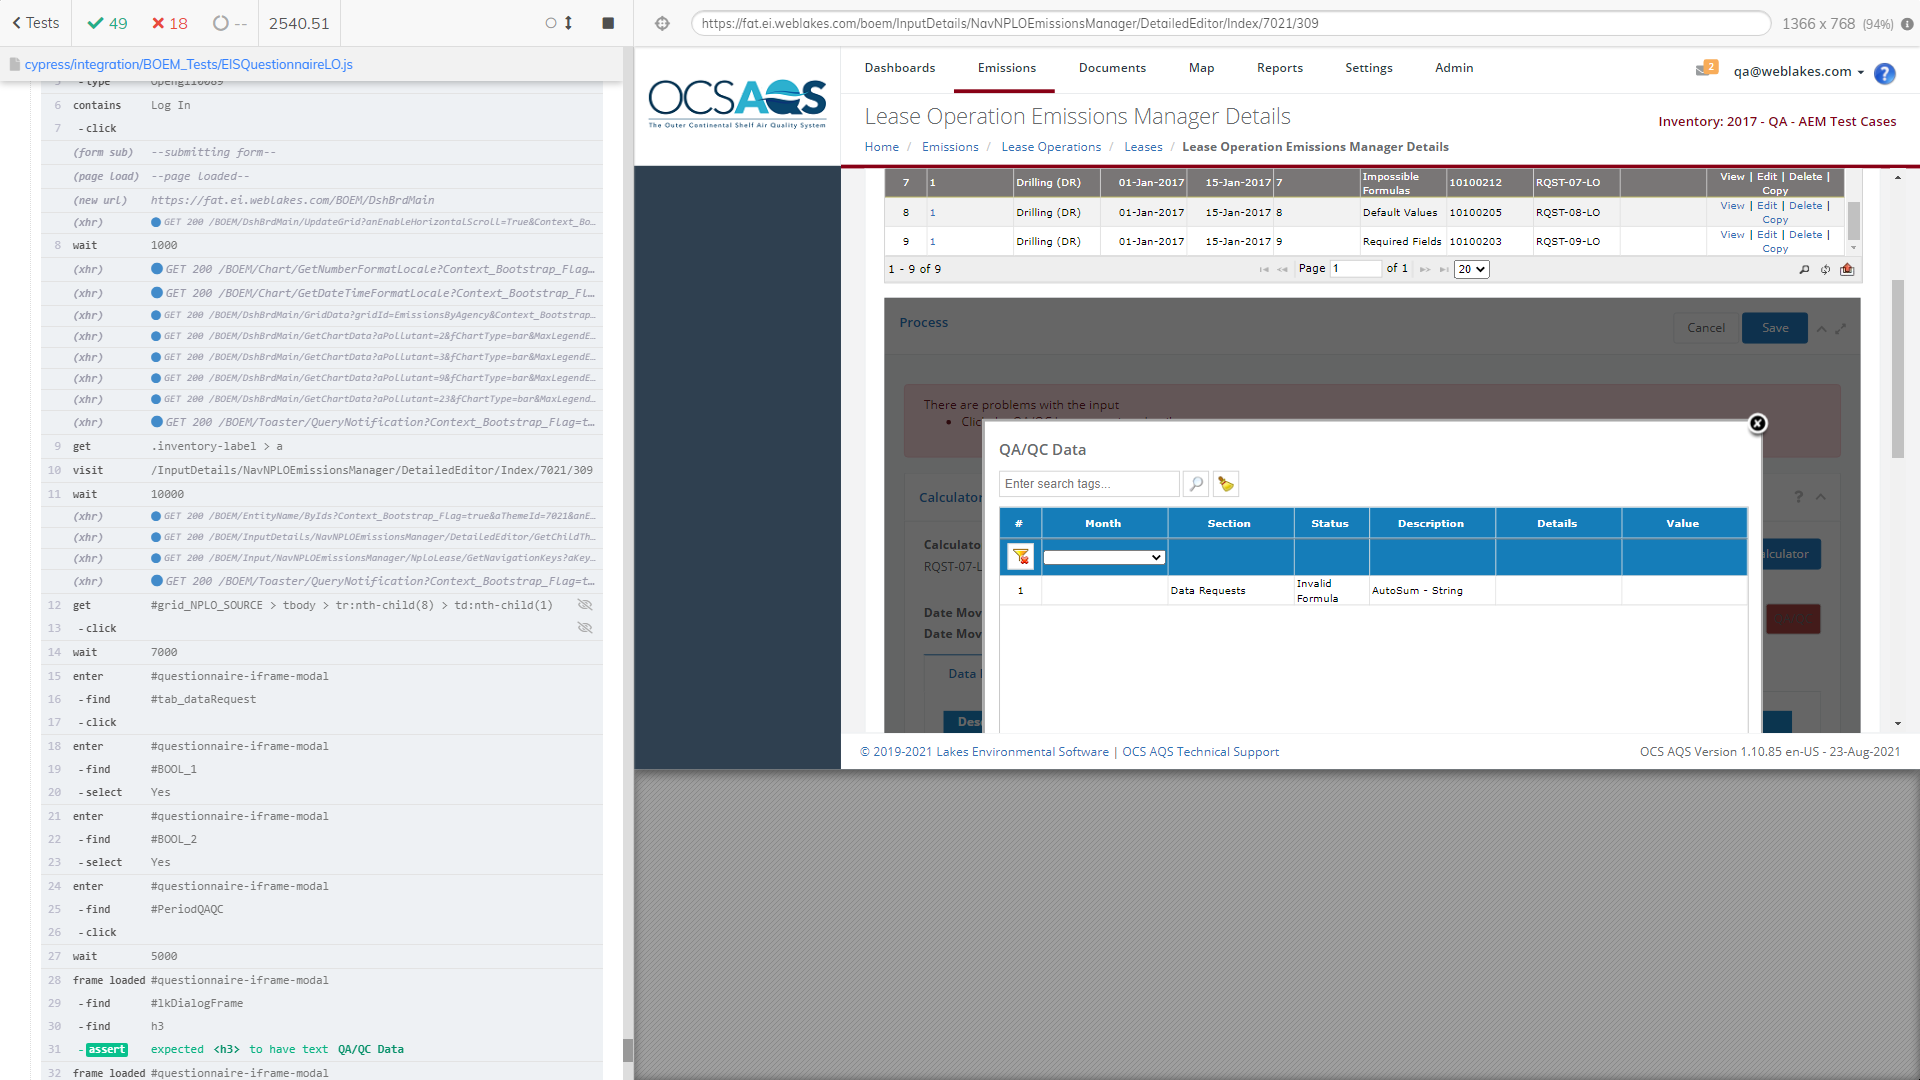 Tests
49
18
--
2540.51
https://fat.ei.weblakes.com/boem/InputDetails/NavNPLOEmissionsManager/DetailedEditor/Index/7021/309
1366 x 768 (94%)
cypress/integration/BOEM_Tests/EISQuestionnaireLO.js
6 contains Log In
7 -click
(form sub) --submitting form--
(page load) --page loaded--
(new url) https://fat.ei.weblakes.com/BOEM/DshBrdMain
(xhr) GET 200 /BOEM/DshBrdMain/UpdateGrid?anEnableHorizontalScroll=True&Context_Bo...
8 wait 1000
(xhr) GET 200 /BOEM/Chart/GetNumberFormatLocale?Context_Bootstrap_Flag...
(xhr) GET 200 /BOEM/Chart/GetDateTimeFormatLocale?Context_Bootstrap_Fl...
(xhr) GET 200 /BOEM/DshBrdMain/GridData?gridId=EmissionsByAgency&Context_Bootstrap...
(xhr) GET 200 /BOEM/DshBrdMain/GetChartData?aPollutant=2&fChartType=bar&MaxLegendE...
(xhr) GET 200 /BOEM/DshBrdMain/GetChartData?aPollutant=3&fChartType=bar&MaxLegendE...
(xhr) GET 200 /BOEM/DshBrdMain/GetChartData?aPollutant=9&fChartType=bar&MaxLegendE...
(xhr) GET 200 /BOEM/DshBrdMain/GetChartData?aPollutant=23&fChartType=bar&MaxLegend...
(xhr) GET 200 /BOEM/Toaster/QueryNotification?Context_Bootstrap_Flag=t...
9 get .inventory-label > a
10 visit /InputDetails/NavNPLOEmissionsManager/DetailedEditor/Index/7021/309
11 wait 10000
(xhr) GET 200 /BOEM/EntityName/ByIds?Context_Bootstrap_Flag=true&aThemeId=7021&anE...
(xhr) GET 200 /BOEM/InputDetails/NavNPLOEmissionsManager/DetailedEditor/GetChildTh...
(xhr) GET 200 /BOEM/Input/NavNPLOEmissionsManager/NploLease/GetNavigationKeys?aKey...
(xhr) GET 200 /BOEM/Toaster/QueryNotification?Context_Bootstrap_Flag=t...
12 get #grid_NPLO_SOURCE > tbody > tr:nth-child(8) > td:nth-child(1)
13 -click
14 wait 7000
15 enter #questionnaire-iframe-modal
16 -find #tab_dataRequest
17 -click
18 enter #questionnaire-iframe-modal
19 -find #BOOL_1
20 -select Yes
21 enter #questionnaire-iframe-modal
22 -find #BOOL_2
23 -select Yes
24 enter #questionnaire-iframe-modal
25 -find #PeriodQAQC
26 -click
27 wait 5000
28 frame loaded #questionnaire-iframe-modal
29 -find #lkDialogFrame
30 -find h3
31 -assert expected <h3> to have text QA/QC Data
32 frame loaded #questionnaire-iframe-modal
OCSAQS
The Outer Continental Shelf Air Quality System
Dashboards Emissions Documents Map Reports Settings Admin
2
qa@weblakes.com
?
Lease Operation Emissions Manager Details
Inventory: 2017 - QA - AEM Test Cases
Home / Emissions / Lease Operations / Leases / Lease Operation Emissions Manager Details
7 1 Drilling (DR) 01-Jan-2017 15-Jan-2017 7 Impossible Formulas 10100212 RQST-07-LO View | Edit | Delete | Copy
8 1 Drilling (DR) 01-Jan-2017 15-Jan-2017 8 Default Values 10100205 RQST-08-LO View | Edit | Delete | Copy
9 1 Drilling (DR) 01-Jan-2017 15-Jan-2017 9 Required Fields 10100203 RQST-09-LO View | Edit | Delete | Copy
1 - 9 of 9
Page 1 of 1 20
Process
Cancel Save
There are problems with the input
QA/QC Data
Enter search tags...
# Month Section Status Description Details Value
1 Data Requests Invalid Formula AutoSum - String
Calculator
?
Calculato
RQST-07-L
lculator
Date Mov
Date Mov
Data
Des
© 2019-2021 Lakes Environmental Software | OCS AQS Technical Support
OCS AQS Version 1.10.85 en-US - 23-Aug-2021